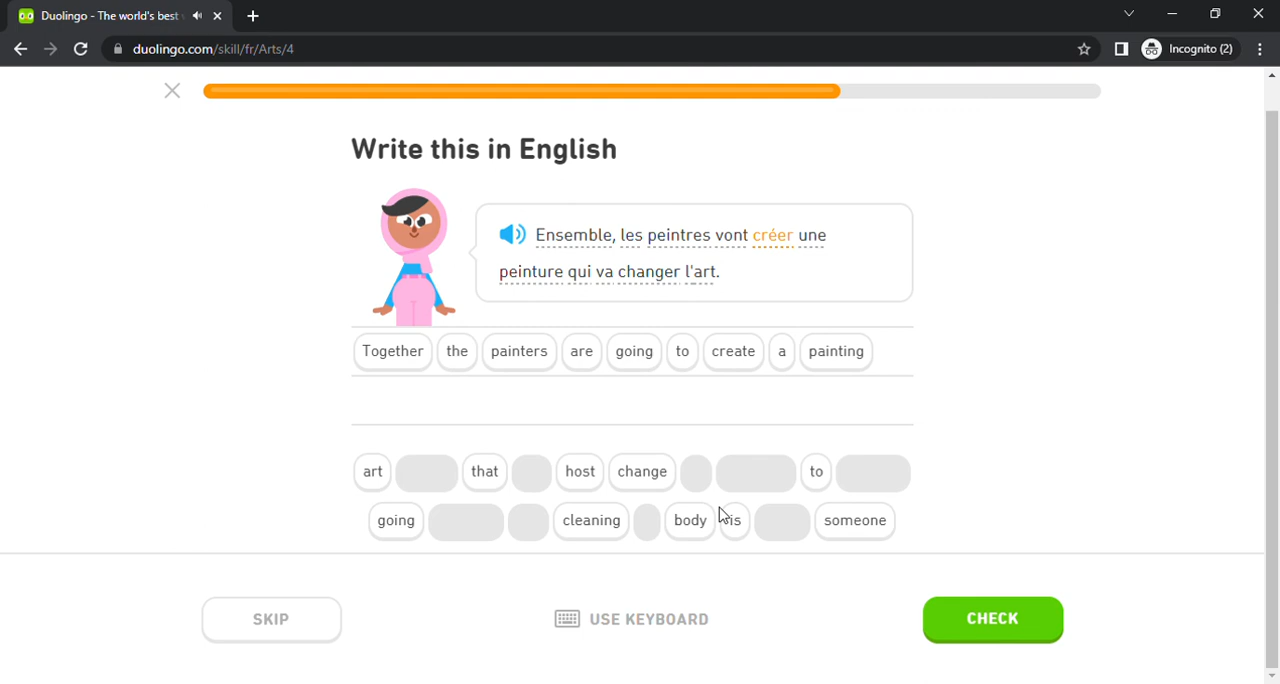 Duolingo - The world's best
duolingo.com/skill/fr/Arts/4
Incognito (2)
Write this in English
Ensemble, les peintres vont créer une
peinture qui va changer l'art.
Together the painters are going to create a painting
art that host change to
going cleaning body is someone
SKIP
USE KEYBOARD
CHECK